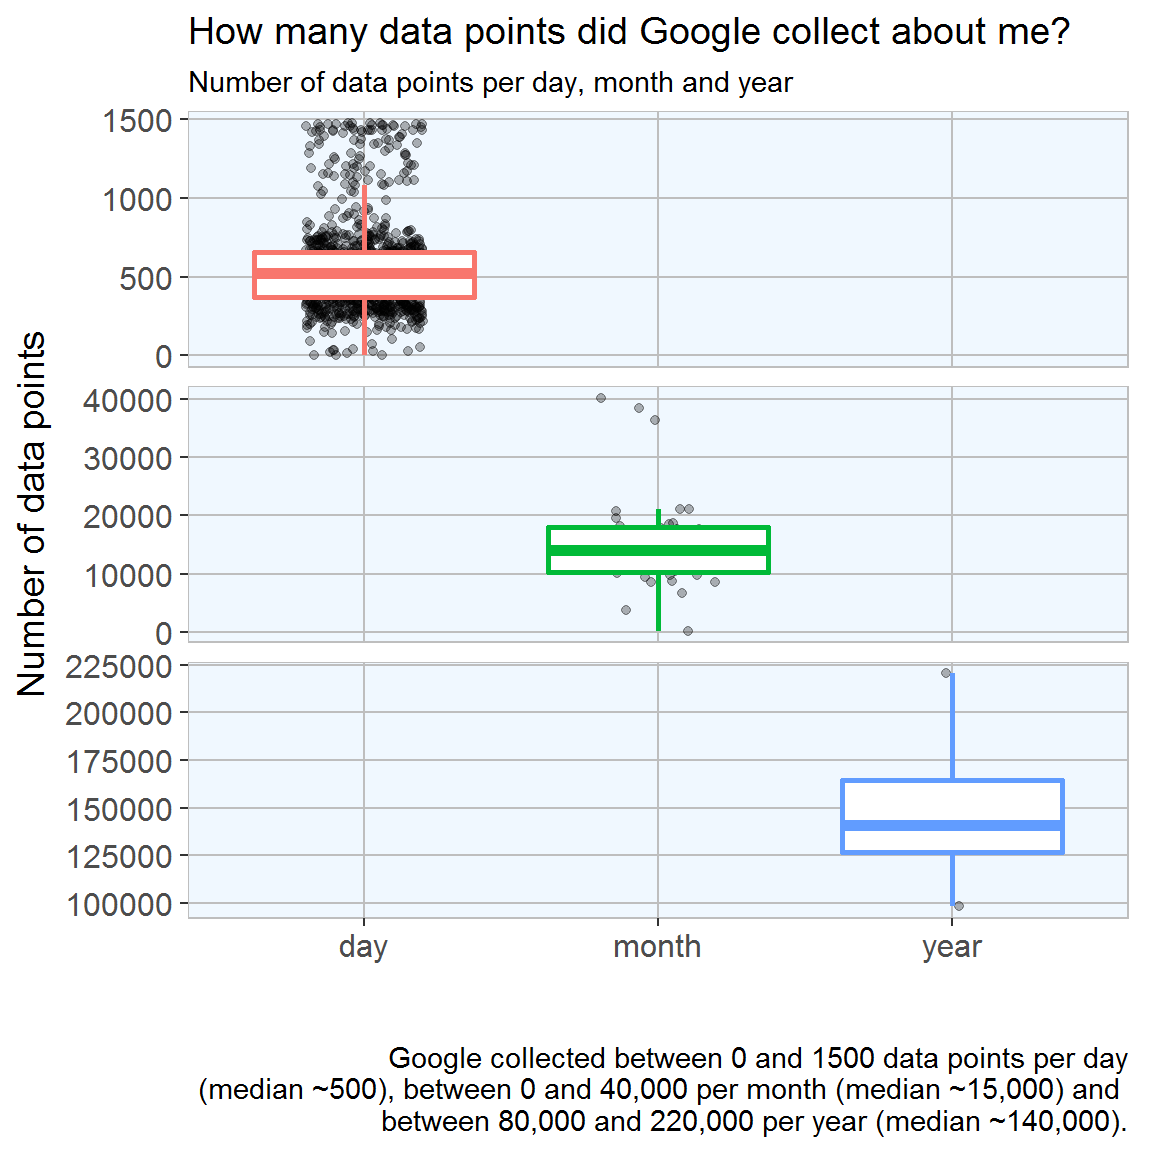 How many data points did Google collect about me?
Number of data points per day, month and year
Number of data points
1500
1000
500
0
40000
30000
20000
10000
0
225000
200000
175000
150000
125000
100000
day month year
Google collected between 0 and 1500 data points per day
(median ~500), between 0 and 40,000 per month (median ~15,000) and
between 80,000 and 220,000 per year (median ~140,000).